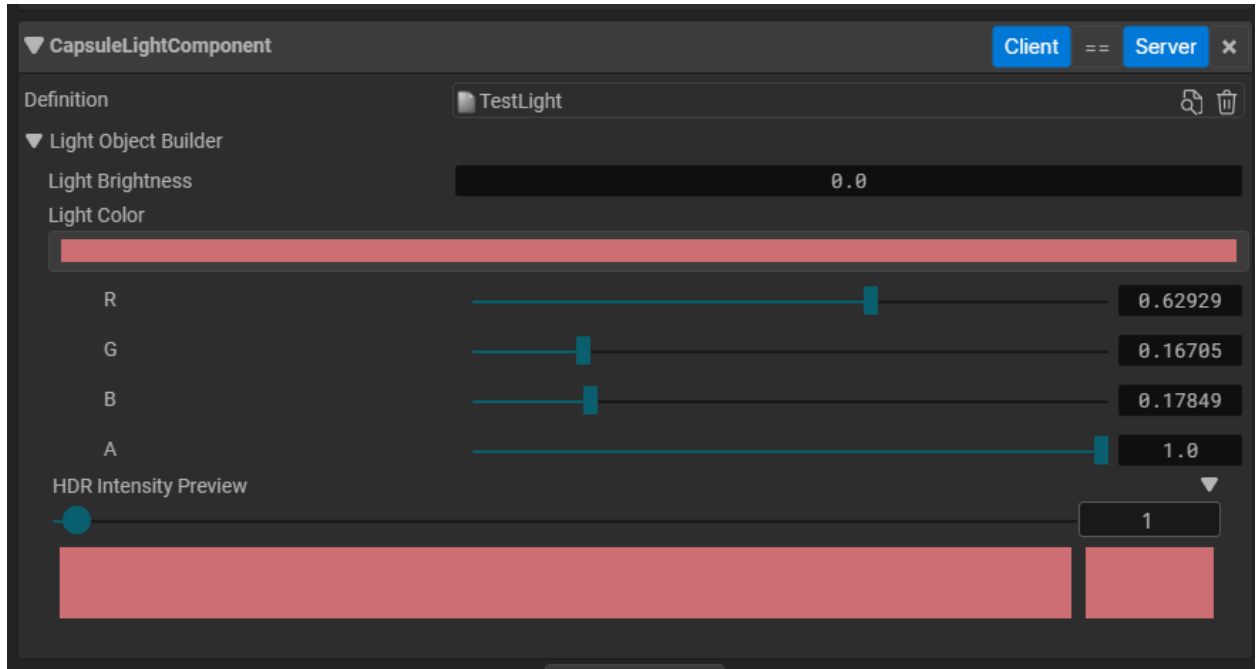 CapsuleLightComponent Client == Server ×
Definition TestLight
Light Object Builder
Light Brightness 0.0
Light Color
R 0.62929
G 0.16705
B 0.17849
A 1.0
HDR Intensity Preview
1